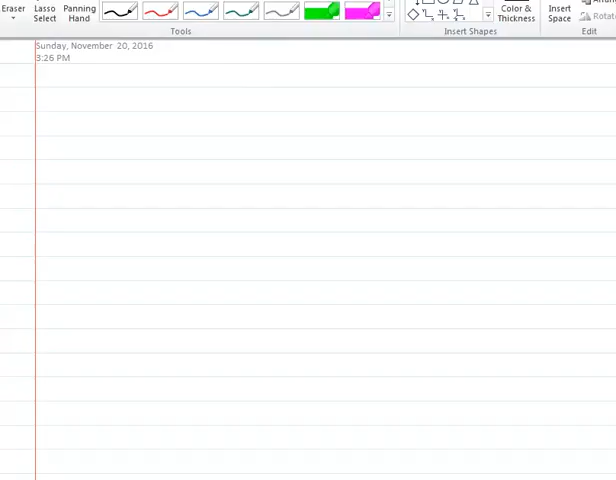 Eraser Lasso Select Panning Hand Color & Thickness Insert Space
Tools Insert Shapes Edit
Sunday, November 20, 2016
3:26 PM